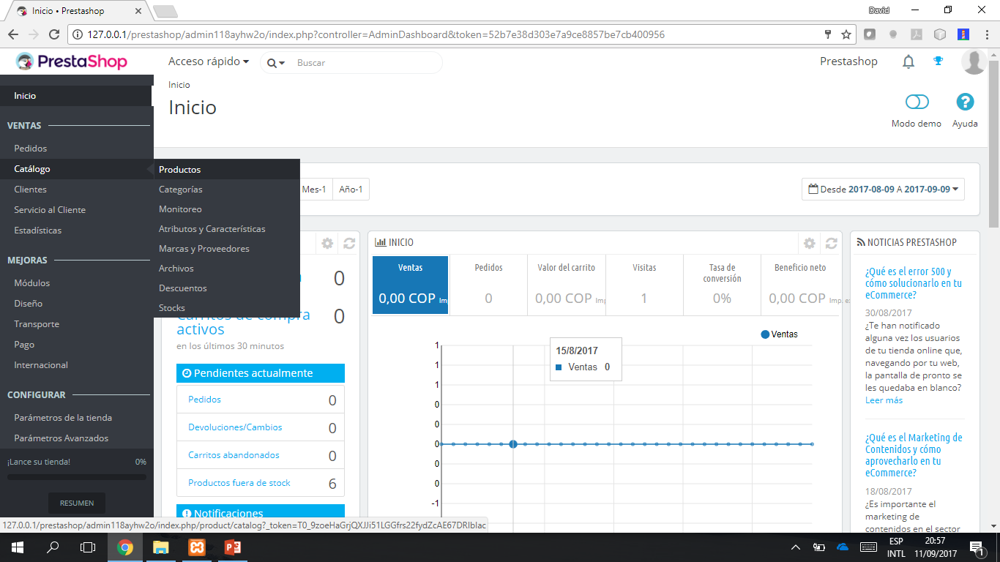 Inicio • Prestashop
David
127.0.0.1/prestashop/admin118ayhw2o/index.php?controller=AdminDashboard&token=52b7e38d303e7a9ce8857be7cb400956
PrestaShop
Acceso rápido
Buscar
Prestashop
Inicio
Inicio
Modo demo
Ayuda
Inicio
VENTAS
Pedidos
Catálogo
Clientes
Servicio al Cliente
Estadísticas
MEJORAS
Módulos
Diseño
Transporte
Pago
Internacional
CONFIGURAR
Parámetros de la tienda
Parámetros Avanzados
¡Lance su tienda! 0%
RESUMEN
Productos
Categorías
Monitoreo
Atributos y Características
Marcas y Proveedores
Archivos
Descuentos
Stocks
Mes-1
Año-1
Desde 2017-08-09 A 2017-09-09
0
Carritos de compra activos
0
en los últimos 30 minutos
Pendientes actualmente
Pedidos 0
Devoluciones/Cambios 0
Carritos abandonados 0
Productos fuera de stock 6
Notificaciones
INICIO
Ventas
0,00 COP Im
Pedidos
0
Valor del carrito
0,00 COP Imp
Visitas
1
Tasa de conversión
0%
Beneficio neto
0,00 COP Imp. ex
Ventas
1
1
1
0
0
0
0
0
-1
15/8/2017
Ventas 0
NOTICIAS PRESTASHOP
¿Qué es el error 500 y
cómo solucionarlo en tu
eCommerce?
30/08/2017
¿Te han notificado
alguna vez los usuarios
de tu tienda online que,
navegando por tu web,
la pantalla de pronto se
les quedaba en blanco?
Leer más
¿Qué es el Marketing de
Contenidos y cómo
aprovecharlo en tu
eCommerce?
18/08/2017
¿Es importante el
marketing de
contenidos en el sector
127.0.0.1/prestashop/admin118ayhw2o/index.php/product/catalog?_token=T0_9zoeHaGrjQXJJi51LGGfrs22fydZcAE67DRIbIac
ESP
INTL
20:57
11/09/2017
1